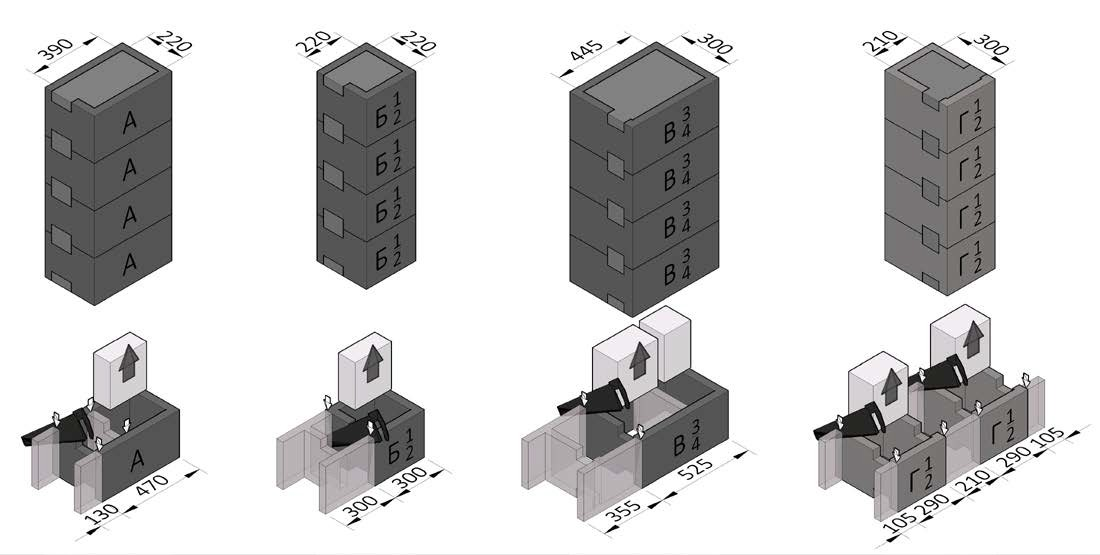 390 220
220 220
445 300
210 300
А
А
А
А
Б 1/2
Б 1/2
Б 1/2
Б 1/2
В 3/4
В 3/4
В 3/4
В 3/4
Г 1/2
Г 1/2
Г 1/2
Г 1/2
А
130 470
Б 1/2
300 300
В 3/4
355 525
Г 1/2
Г 1/2
105 290 210 290 105